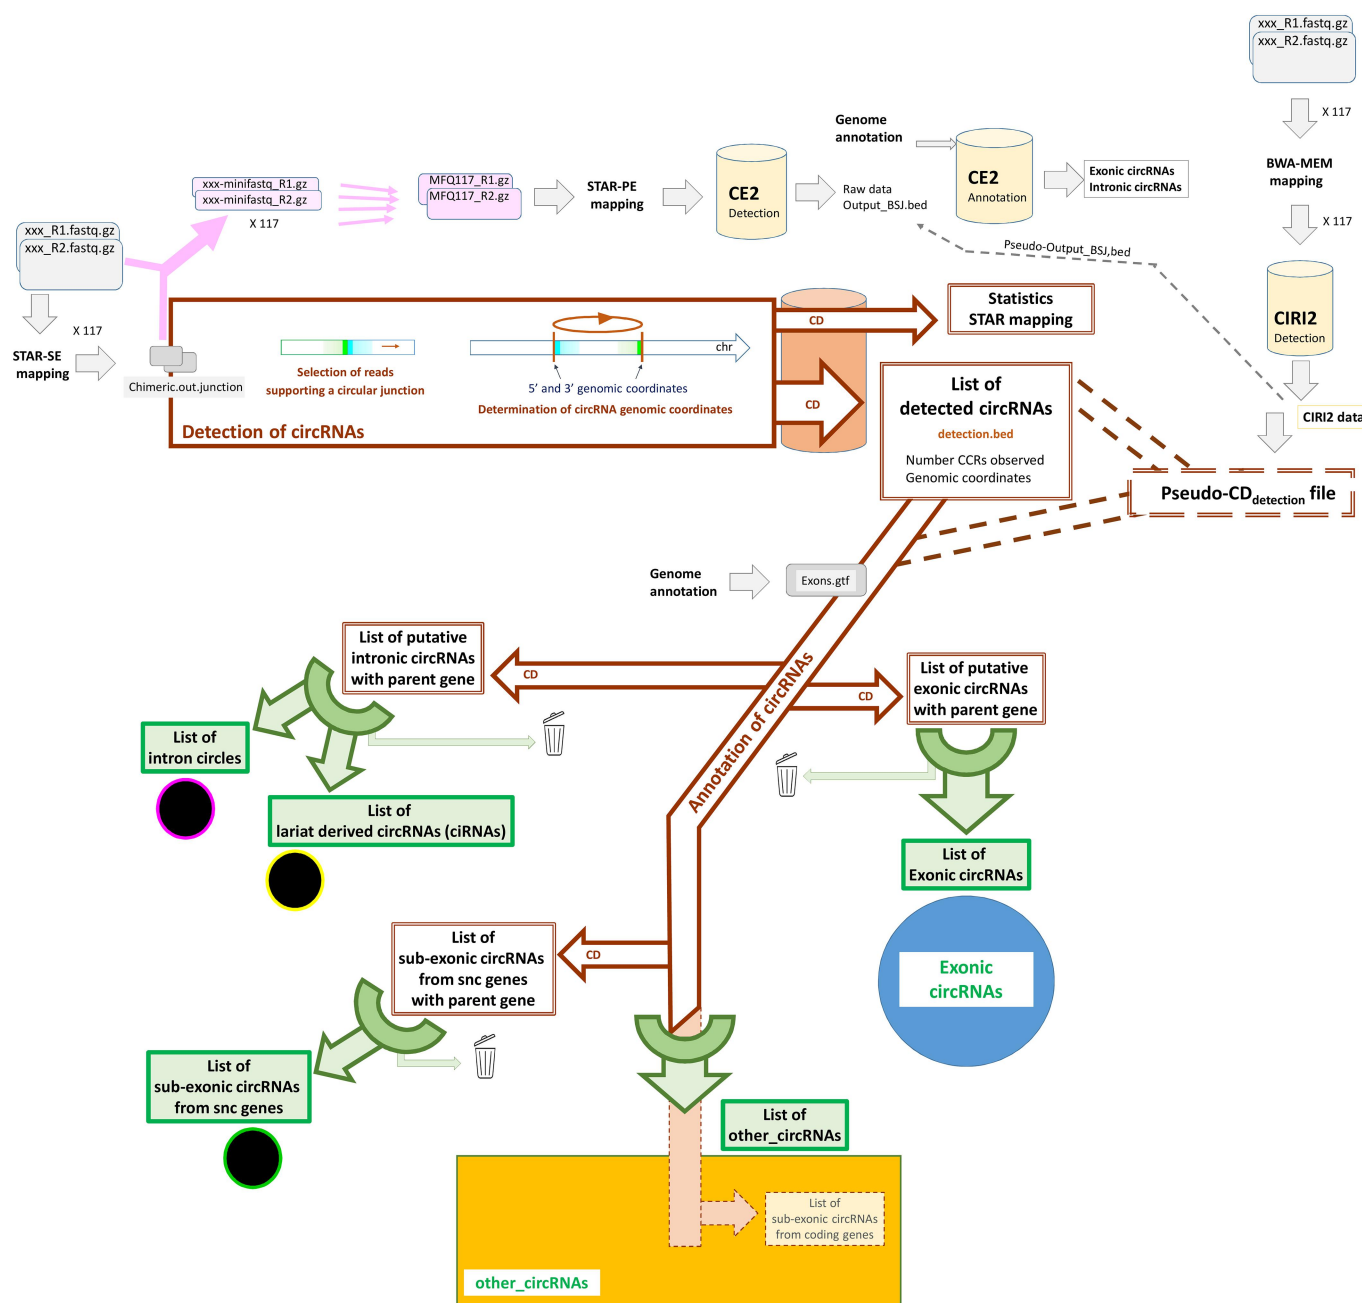 xxx_R1.fastq.gz
xxx_R2.fastq.gz
X 117
BWA-MEM
mapping
X 117
CIRI2
Detection
CIRI2 data
Genome
annotation
CE2
Detection
Raw data
Output_BSJ.bed
CE2
Annotation
Exonic circRNAs
Intronic circRNAs
Pseudo-Output_BSJ,bed
xxx-minifastq_R1.gz
xxx-minifastq_R2.gz
X 117
MFQ117_R1.gz
MFQ117_R2.gz
STAR-PE
mapping
xxx_R1.fastq.gz
xxx_R2.fastq.gz
X 117
STAR-SE
mapping
Chimeric.out.junction
Selection of reads
supporting a circular junction
chr
5’ and 3’ genomic coordinates
Determination of circRNA genomic coordinates
Detection of circRNAs
CD
CD
Statistics
STAR mapping
List of
detected circRNAs
detection.bed
Number CCRs observed
Genomic coordinates
Pseudo-CDdetection file
Genome
annotation
Exons.gtf
Annotation of circRNAs
List of putative
intronic circRNAs
with parent gene
CD
CD
List of putative
exonic circRNAs
with parent gene
List of
intron circles
List of
lariat derived circRNAs (ciRNAs)
List of
Exonic circRNAs
Exonic
circRNAs
List of
sub-exonic circRNAs
from snc genes
with parent gene
CD
List of
sub-exonic circRNAs
from snc genes
List of
other_circRNAs
List of
sub-exonic circRNAs
from coding genes
other_circRNAs